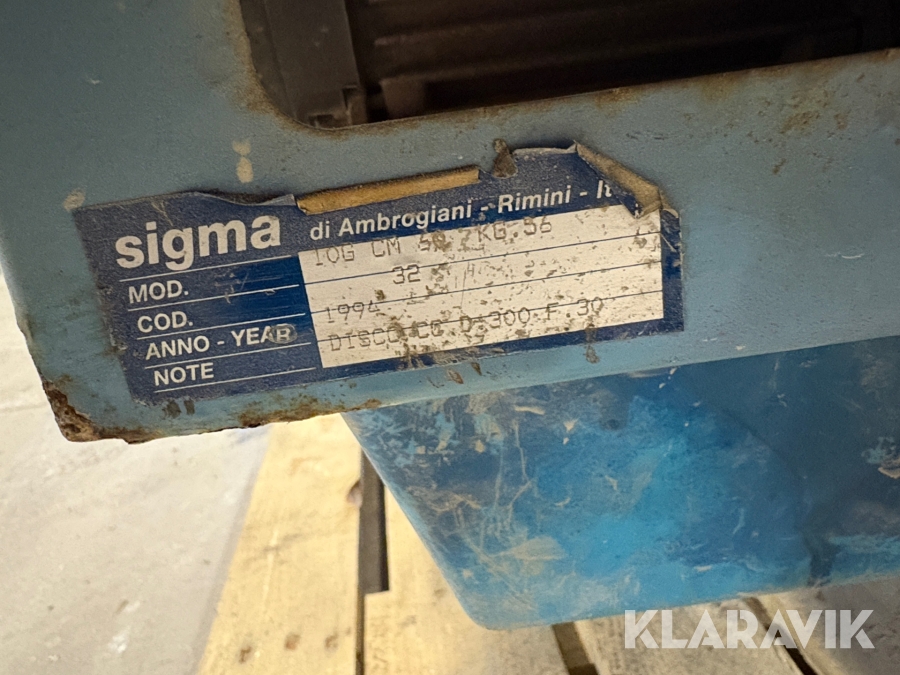 sigma di Ambrogiani - Rimini - It
MOD. 10G CM KG.56
COD. 32
ANNO - YEAR 1994
NOTE DISCO CO D.300 F.30
KLARAVIK